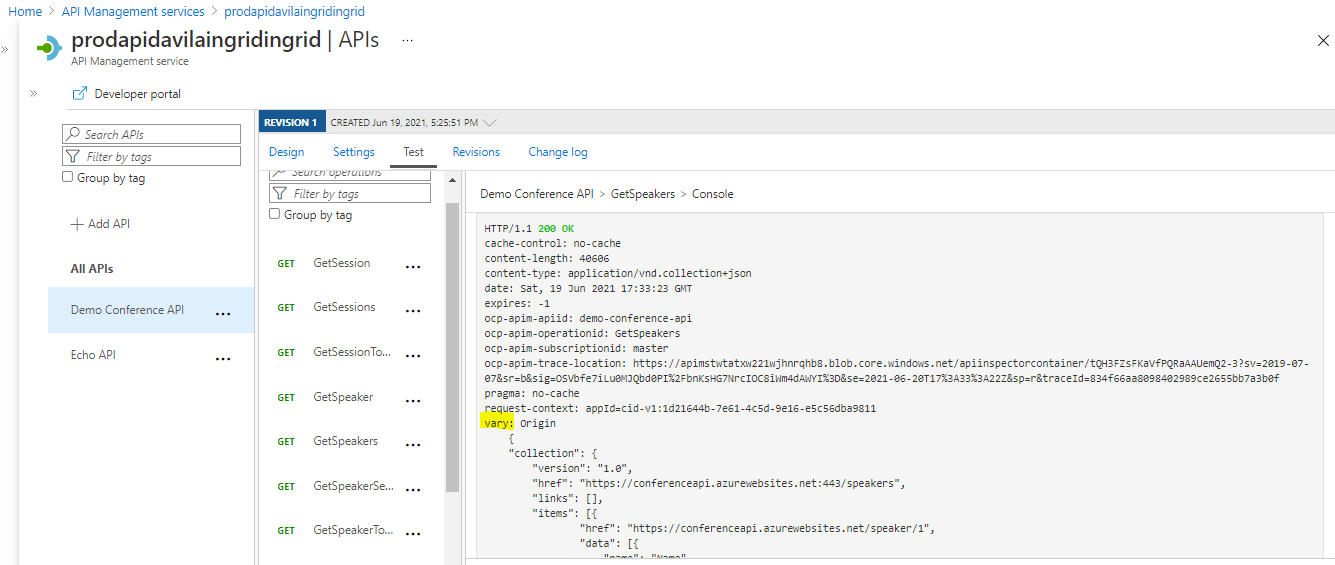 Home > API Management services > prodapidavilaingridingrid
prodapidavilaingridingrid | APIs ...
API Management service
Developer portal
Search APIs
Filter by tags
Group by tag
+ Add API
All APIs
Demo Conference API ...
Echo API ...
REVISION 1 CREATED Jun 19, 2021, 5:25:51 PM
Design Settings Test Revisions Change log
Search operations
Filter by tags
Group by tag
GET GetSession ...
GET GetSessions ...
GET GetSessionTo... ...
GET GetSpeaker ...
GET GetSpeakers ...
GET GetSpeakerSe... ...
GET GetSpeakerTo... ...
Demo Conference API > GetSpeakers > Console
HTTP/1.1 200 OK
cache-control: no-cache
content-length: 40606
content-type: application/vnd.collection+json
date: Sat, 19 Jun 2021 17:33:23 GMT
expires: -1
ocp-apim-apiid: demo-conference-api
ocp-apim-operationid: GetSpeakers
ocp-apim-subscriptionid: master
ocp-apim-trace-location: https://apimstwtatxw221wjhnrqhb8.blob.core.windows.net/apiinspectorcontainer/tQH3FZsFKaVfPQRaAAUemQ2-3?sv=2019-07-
07&sr=b&sig=OSVbfe7iLu0MJQbd0PI%2FbnKsHG7NrcIOC8iWm4dAWYI%3D&se=2021-06-20T17%3A33%3A22Z&sp=r&traceId=834f66aa8098402989ce2655bb7a3b0f
pragma: no-cache
request-context: appId=cid-v1:1d21644b-7e61-4c5d-9e16-e5c56dba9811
vary: Origin
{
"collection": {
"version": "1.0",
"href": "https://conferenceapi.azurewebsites.net:443/speakers",
"links": [],
"items": [{
"href": "https://conferenceapi.azurewebsites.net/speaker/1",
"data": [{
"name": "Name"